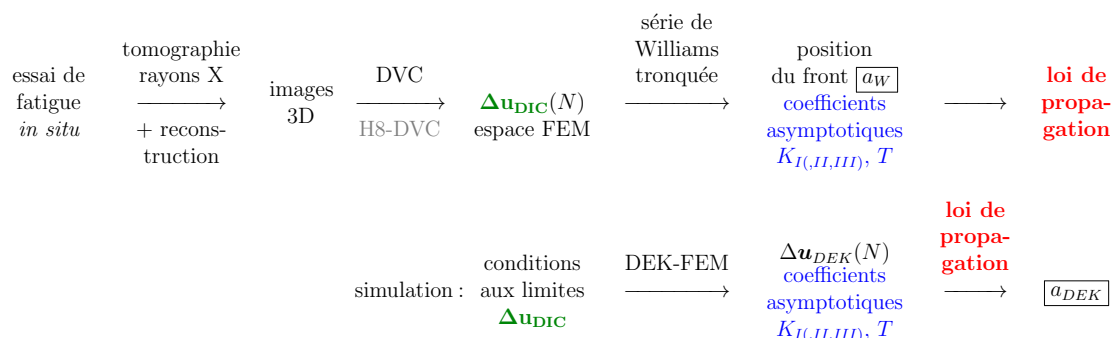 essai de
fatigue
in situ
tomographie
rayons X
⟶
+ recons-
truction
images
3D
DVC
⟶
H8-DVC
Δu_DIC(N)
espace FEM
série de
Williams
tronquée
⟶
position
du front a_W
coefficients
asymptotiques
K_I(,II,III), T
⟶
loi de
propa-
gation
simulation :
conditions
aux limites
Δu_DIC
DEK-FEM
⟶
Δu_DEK(N)
coefficients
asymptotiques
K_I(,II,III), T
loi de
propa-
gation
⟶
a_DEK